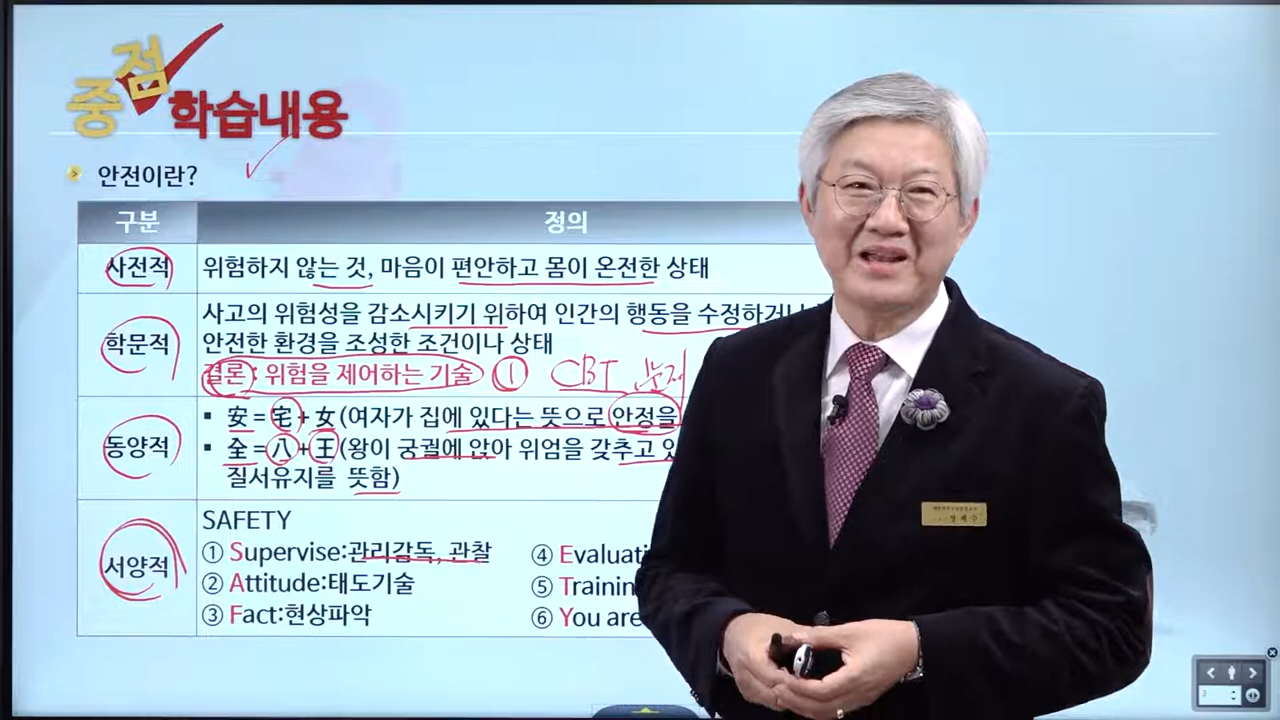 중점
학습내용
안전이란?
구분 정의
사전적 위험하지 않는 것, 마음이 편안하고 몸이 온전한 상태
학문적 사고의 위험성을 감소시키기 위하여 인간의 행동을 수정하거나
안전한 환경을 조성한 조건이나 상태
결론 : 위험을 제어하는 기술 ① CBT 문제
동양적 ▪ 安 = 宅 + 女 (여자가 집에 있다는 뜻으로 안정을
▪ 全 = 八 + 王 (왕이 궁궐에 앉아 위엄을 갖추고 있
질서유지를 뜻함)
서양적 SAFETY
① Supervise:관리감독, 관찰 ④ Evaluati
② Attitude:태도기술 ⑤ Trainin
③ Fact:현상파악 ⑥ You are
정재수
3